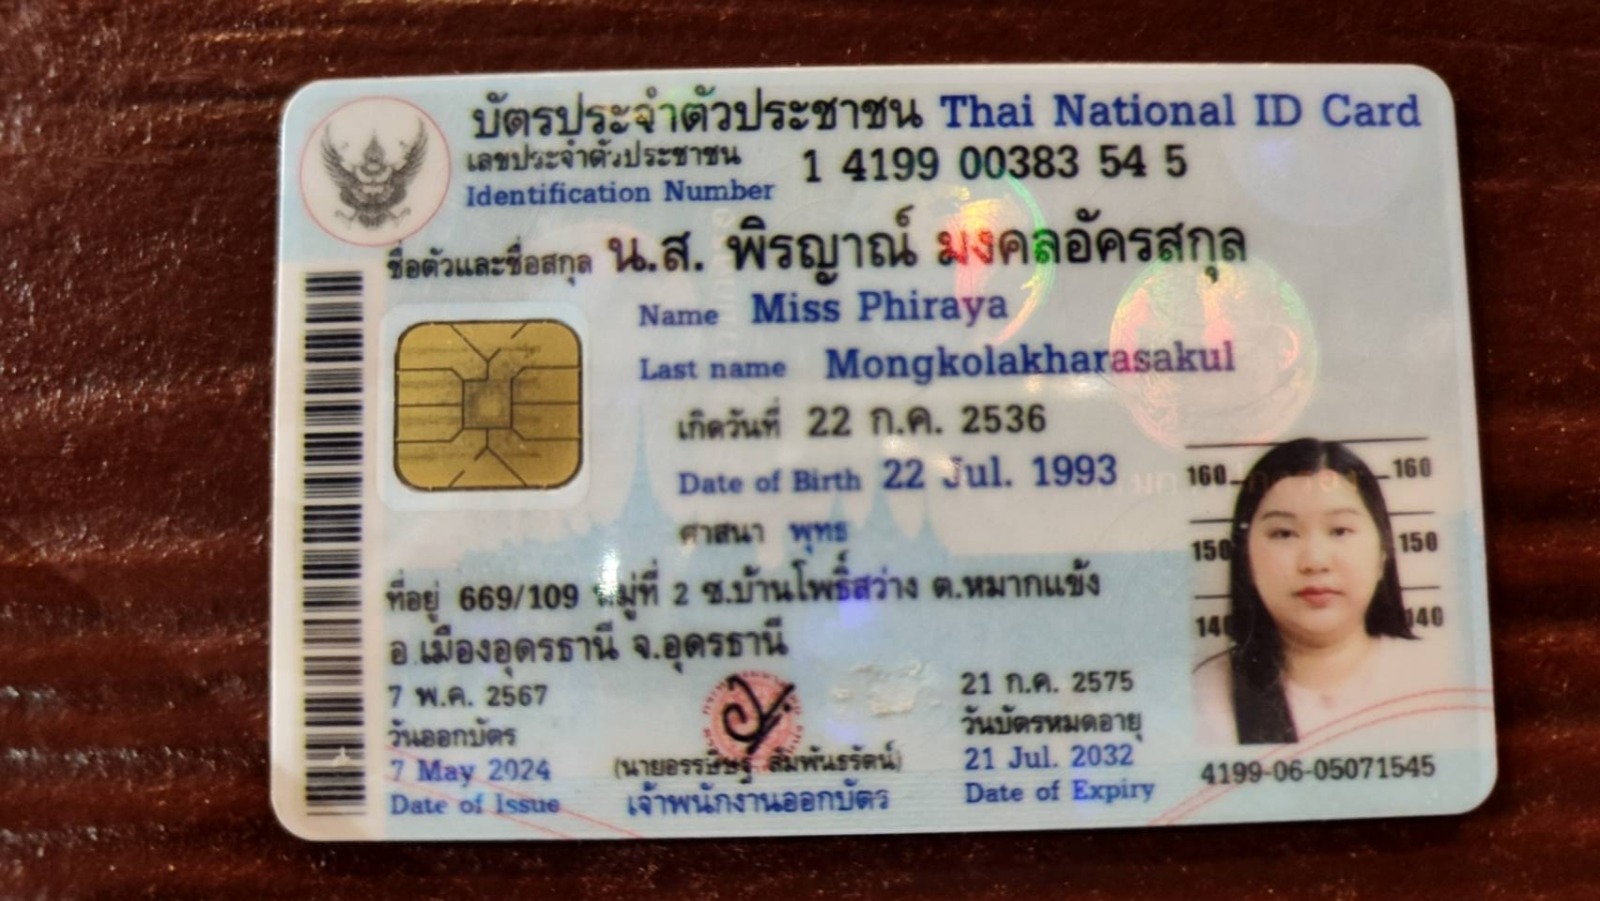 บัตรประจำตัวประชาชน Thai National ID Card
เลขประจำตัวประชาชน
Identification Number 1 4199 00383 54 5
ชื่อตัวและชื่อสกุล น.ส. พิรญาณ์ มงคลอัครสกุล
Name Miss Phiraya
Last name Mongkolakharasakul
เกิดวันที่ 22 ก.ค. 2536
Date of Birth 22 Jul. 1993
ศาสนา พุทธ
ที่อยู่ 669/109 หมู่ที่ 2 ซ.บ้านโพธิ์สว่าง ต.หมากแข้ง
อ.เมืองอุดรธานี จ.อุดรธานี
7 พ.ค. 2567
วันออกบัตร
7 May 2024
Date of Issue
(นายอรรษิษฐ์ สัมพันธรัตน์)
เจ้าพนักงานออกบัตร
21 ก.ค. 2575
วันบัตรหมดอายุ
21 Jul. 2032
Date of Expiry
160 160
150 150
140 140
4199-06-05071545